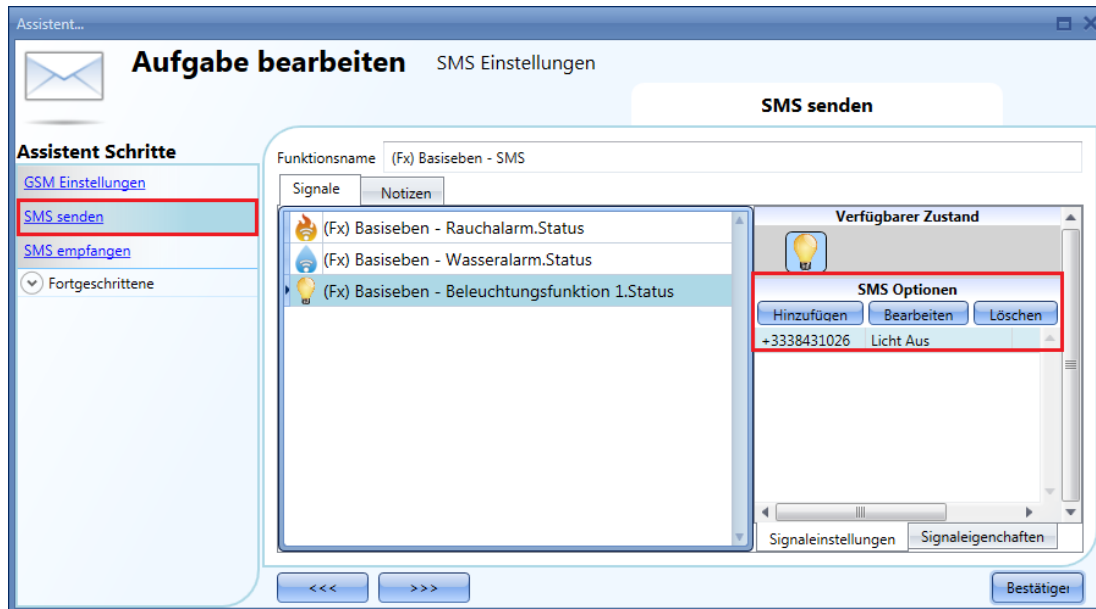 Assistent...
Aufgabe bearbeiten SMS Einstellungen
SMS senden
Assistent Schritte
GSM Einstellungen
SMS senden
SMS empfangen
Fortgeschrittene
Funktionsname (Fx) Basiseben - SMS
Signale Notizen
(Fx) Basiseben - Rauchalarm.Status
(Fx) Basiseben - Wasseralarm.Status
(Fx) Basiseben - Beleuchtungsfunktion 1.Status
Verfügbarer Zustand
SMS Optionen
Hinzufügen Bearbeiten Löschen
+3338431026 Licht Aus
Signaleinstellungen Signaleigenschaften
<<< >>> Bestätiger